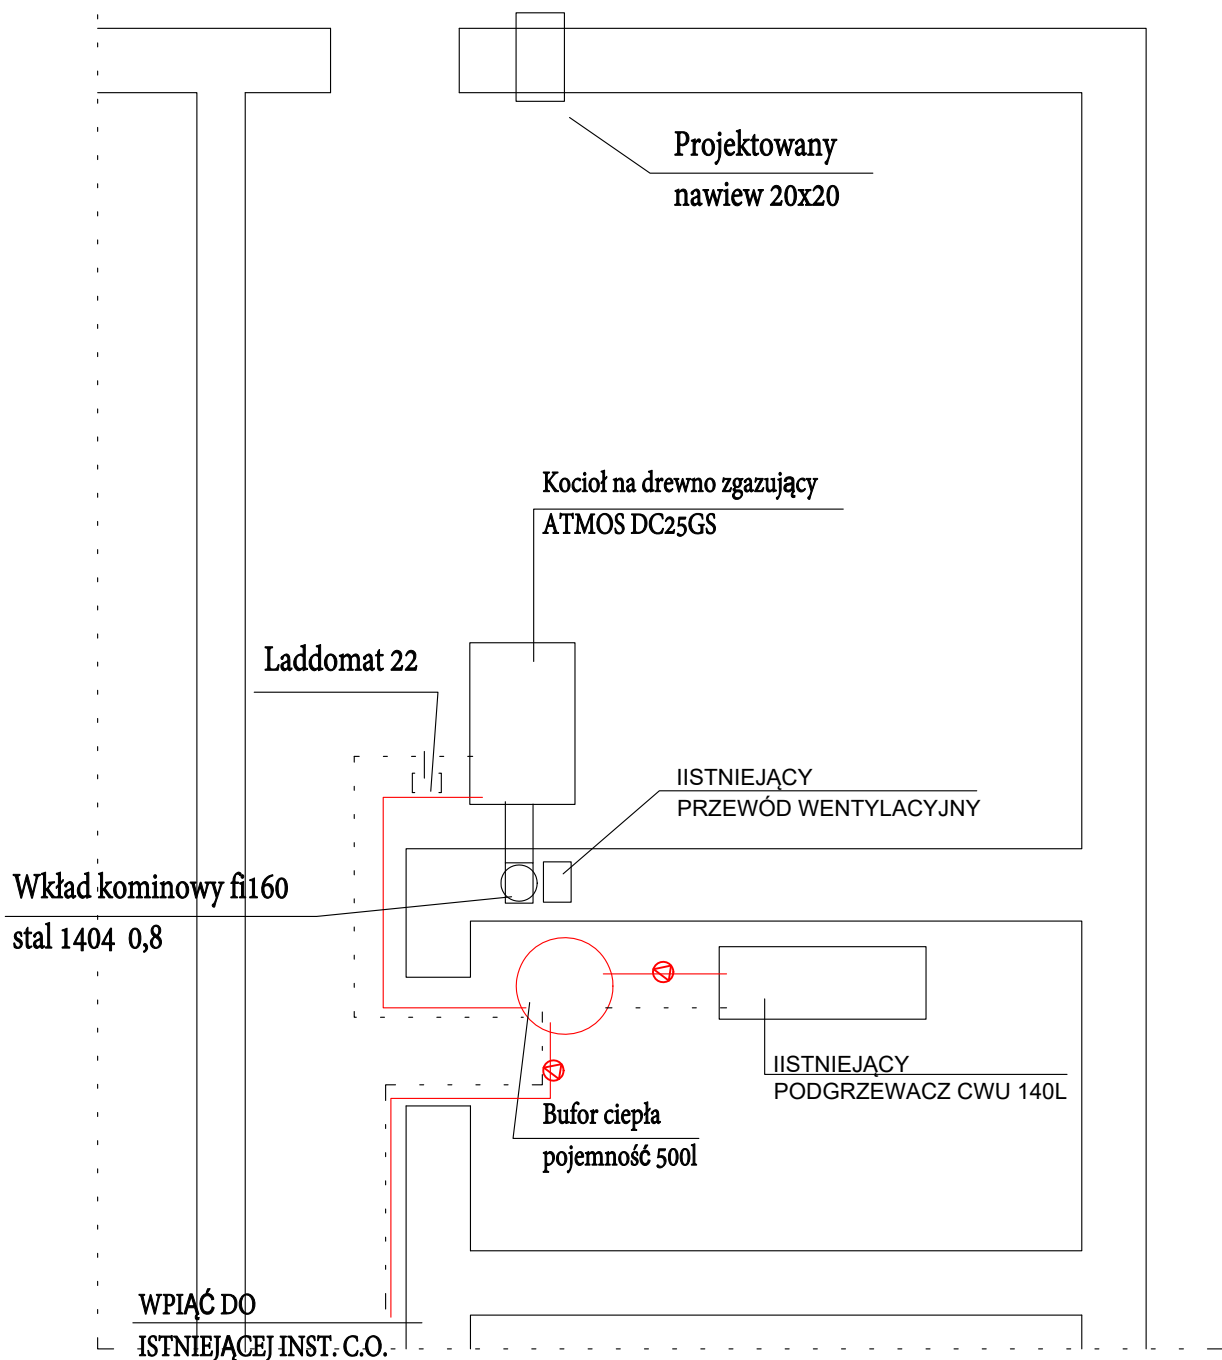 Projektowany
nawiew 20x20
Kocioł na drewno zgazujący
ATMOS DC25GS
Laddomat 22
IISTNIEJĄCY
PRZEWÓD WENTYLACYJNY
Wkład kominowy fi160
stal 1404 0,8
IISTNIEJĄCY
PODGRZEWACZ CWU 140L
Bufor ciepła
pojemność 500l
WPIĄĆ DO
ISTNIEJĄCEJ INST. C.O.